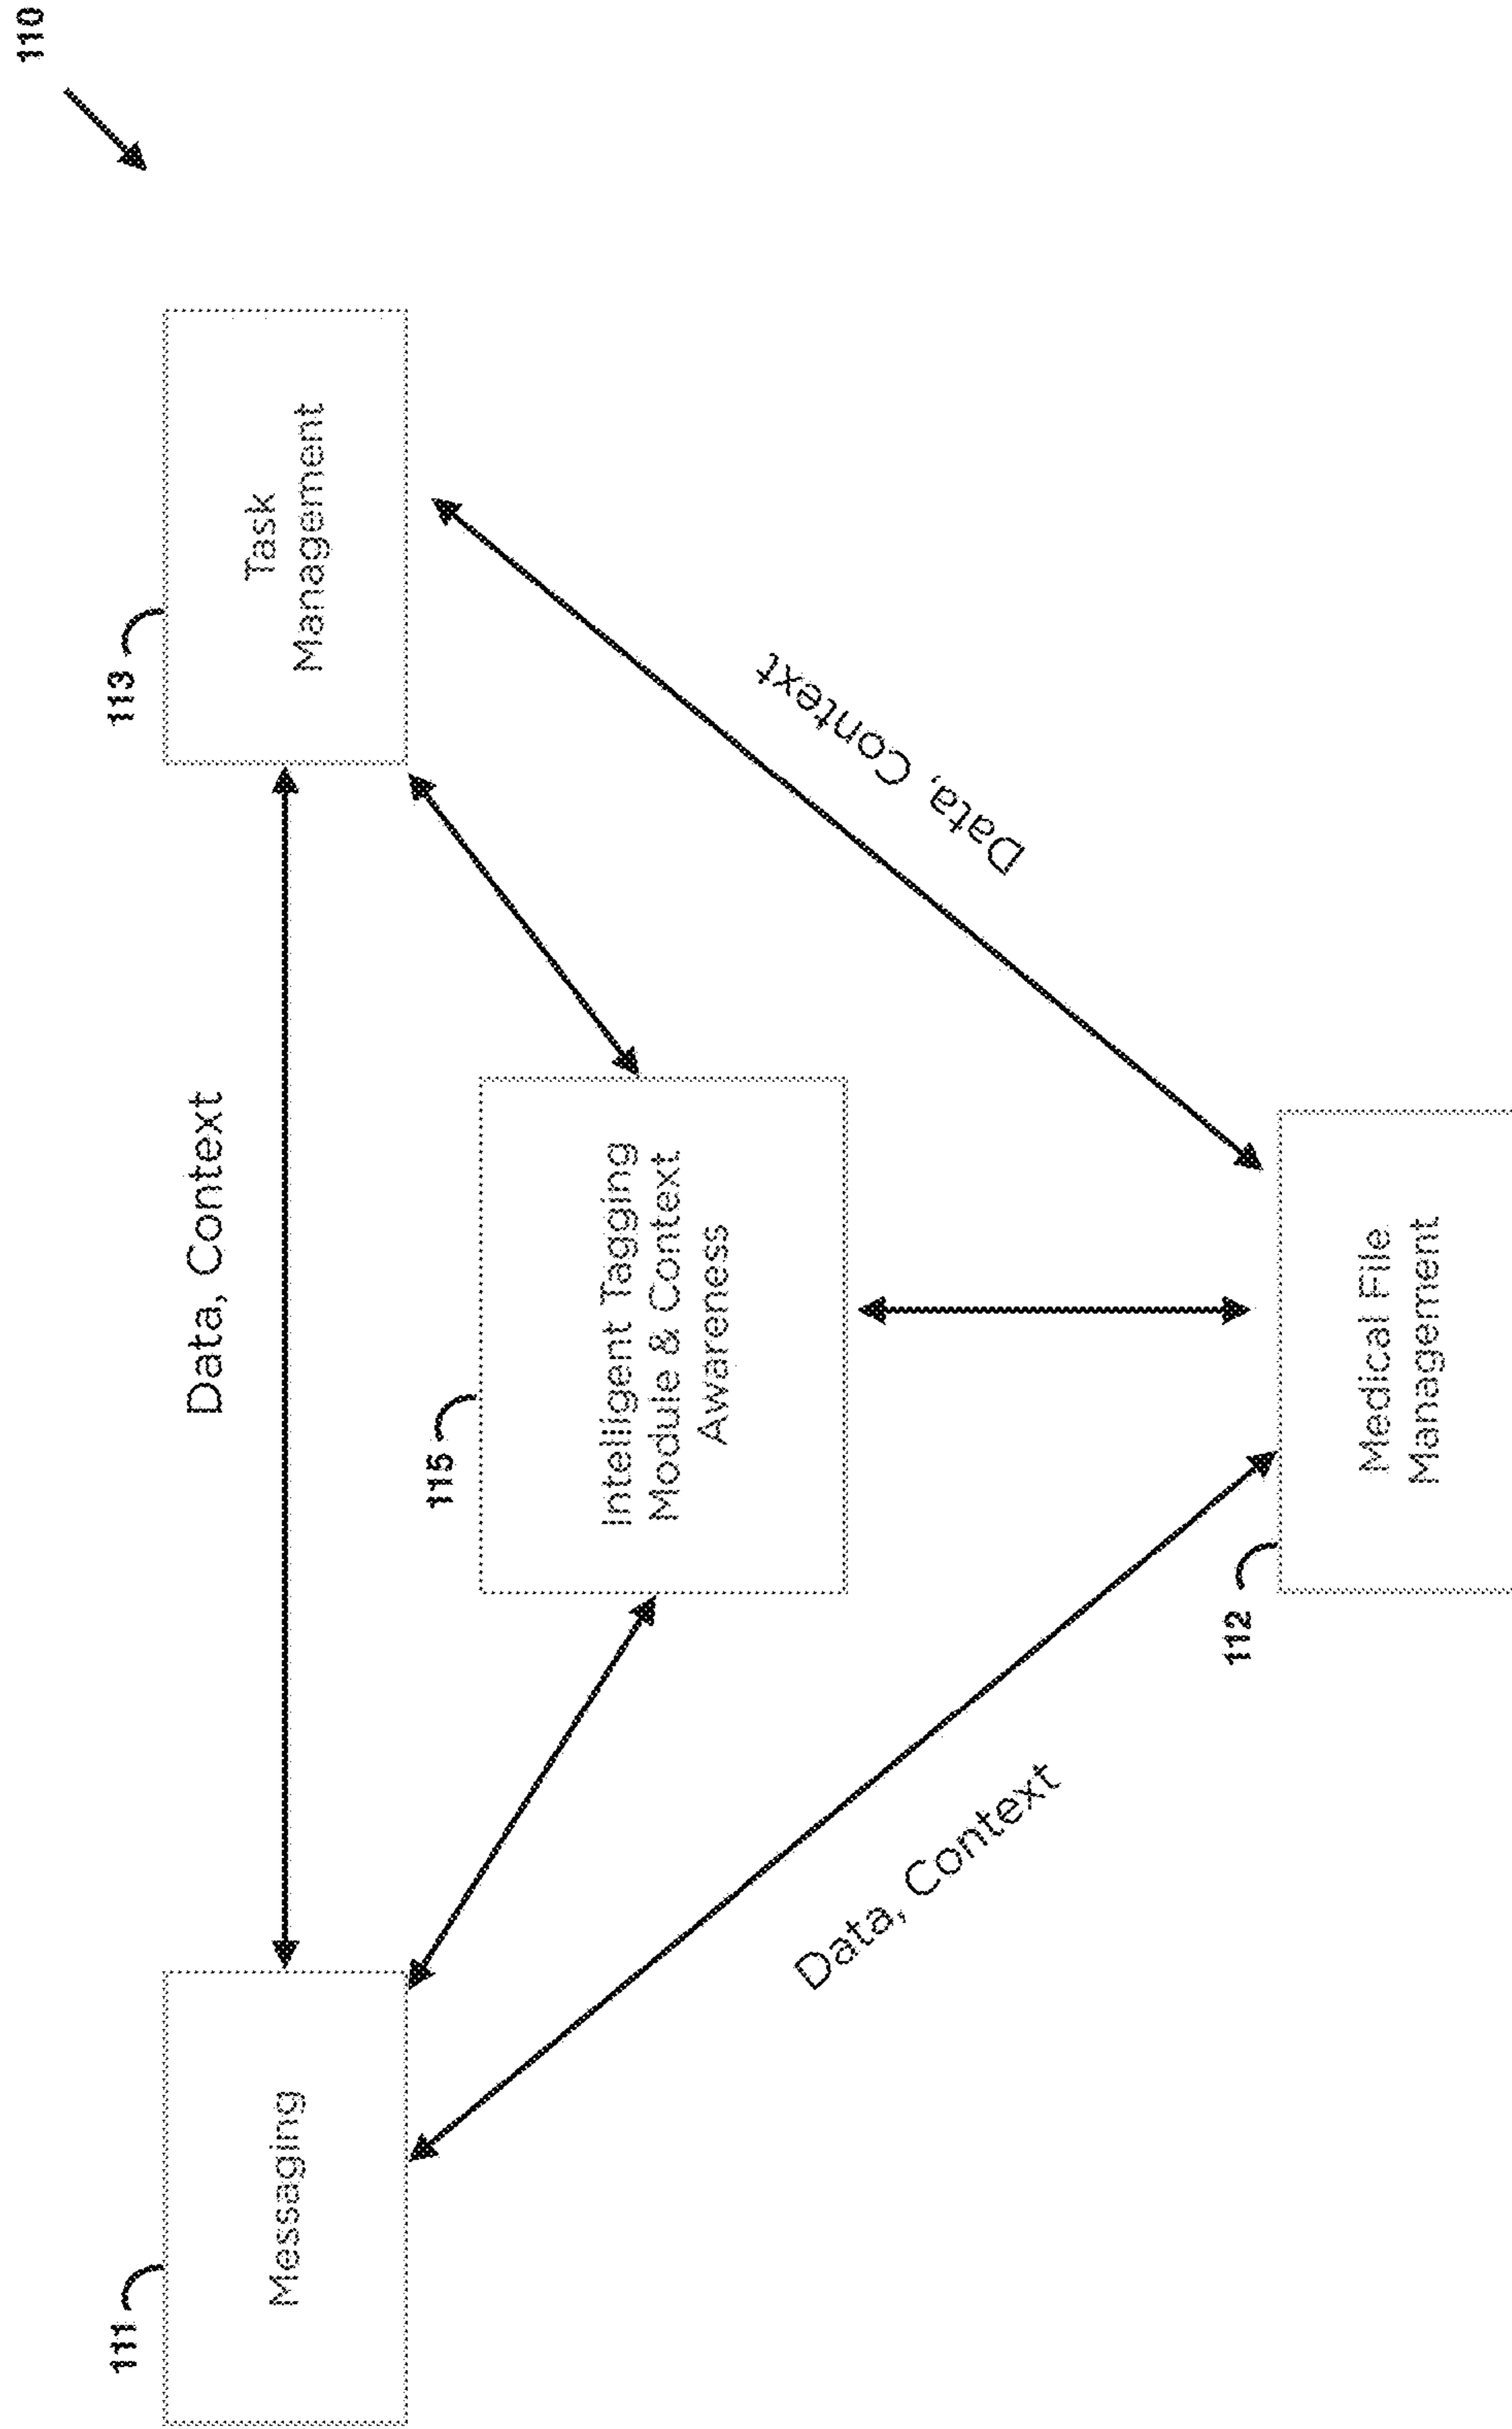 110
111
Messaging
Data, Context
113
Task
Management
115
Intelligent Tagging
Module & Context
Awareness
Data, Context
Data, Context
112
Medical File
Management